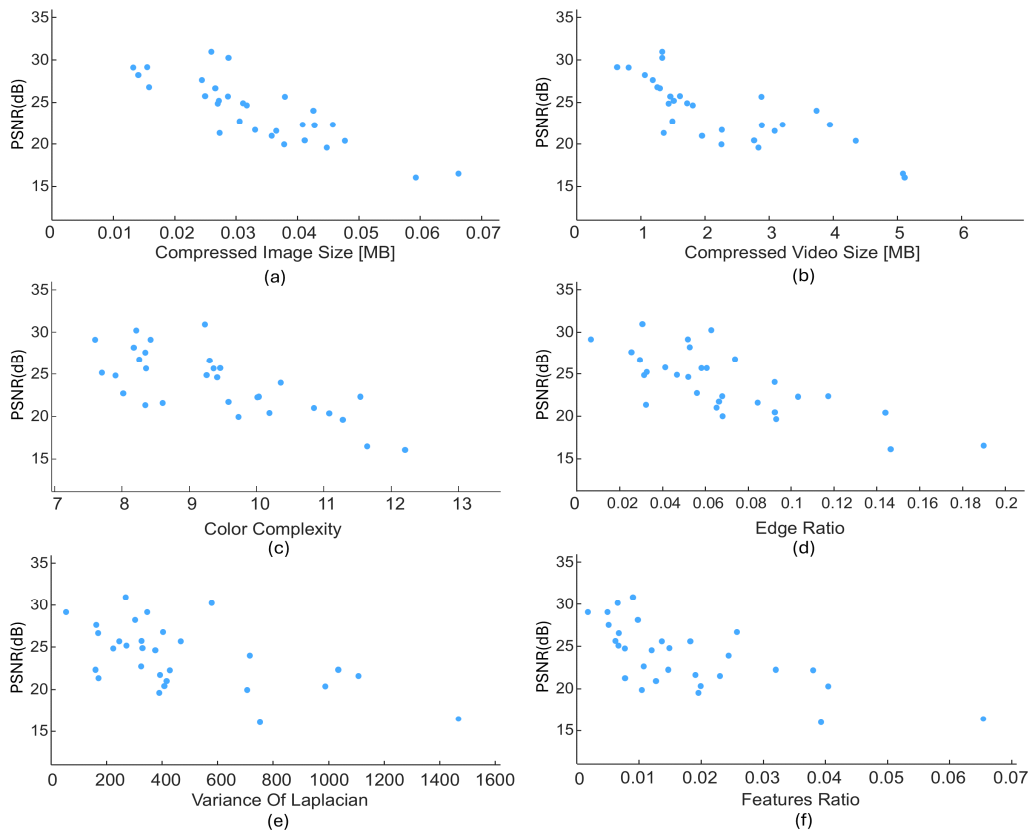 35
30
25
20
15
PSNR(dB)
0 0.01 0.02 0.03 0.04 0.05 0.06 0.07
Compressed Image Size [MB]
(a)
35
30
25
20
15
PSNR(dB)
0 1 2 3 4 5 6
Compressed Video Size [MB]
(b)
35
30
25
20
15
PSNR(dB)
7 8 9 10 11 12 13
Color Complexity
(c)
35
30
25
20
15
PSNR(dB)
0 0.02 0.04 0.06 0.08 0.1 0.12 0.14 0.16 0.18 0.2
Edge Ratio
(d)
35
30
25
20
15
PSNR(dB)
0 200 400 600 800 1000 1200 1400 1600
Variance Of Laplacian
(e)
35
30
25
20
15
PSNR(dB)
0 0.01 0.02 0.03 0.04 0.05 0.06 0.07
Features Ratio
(f)